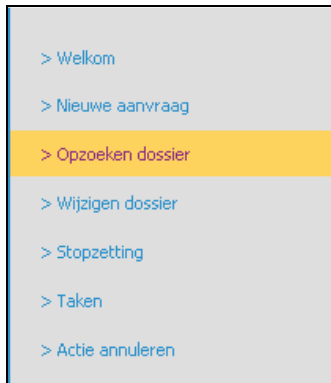 > Welkom
> Nieuwe aanvraag
> Opzoeken dossier
> Wijzigen dossier
> Stopzetting
> Taken
> Actie annuleren